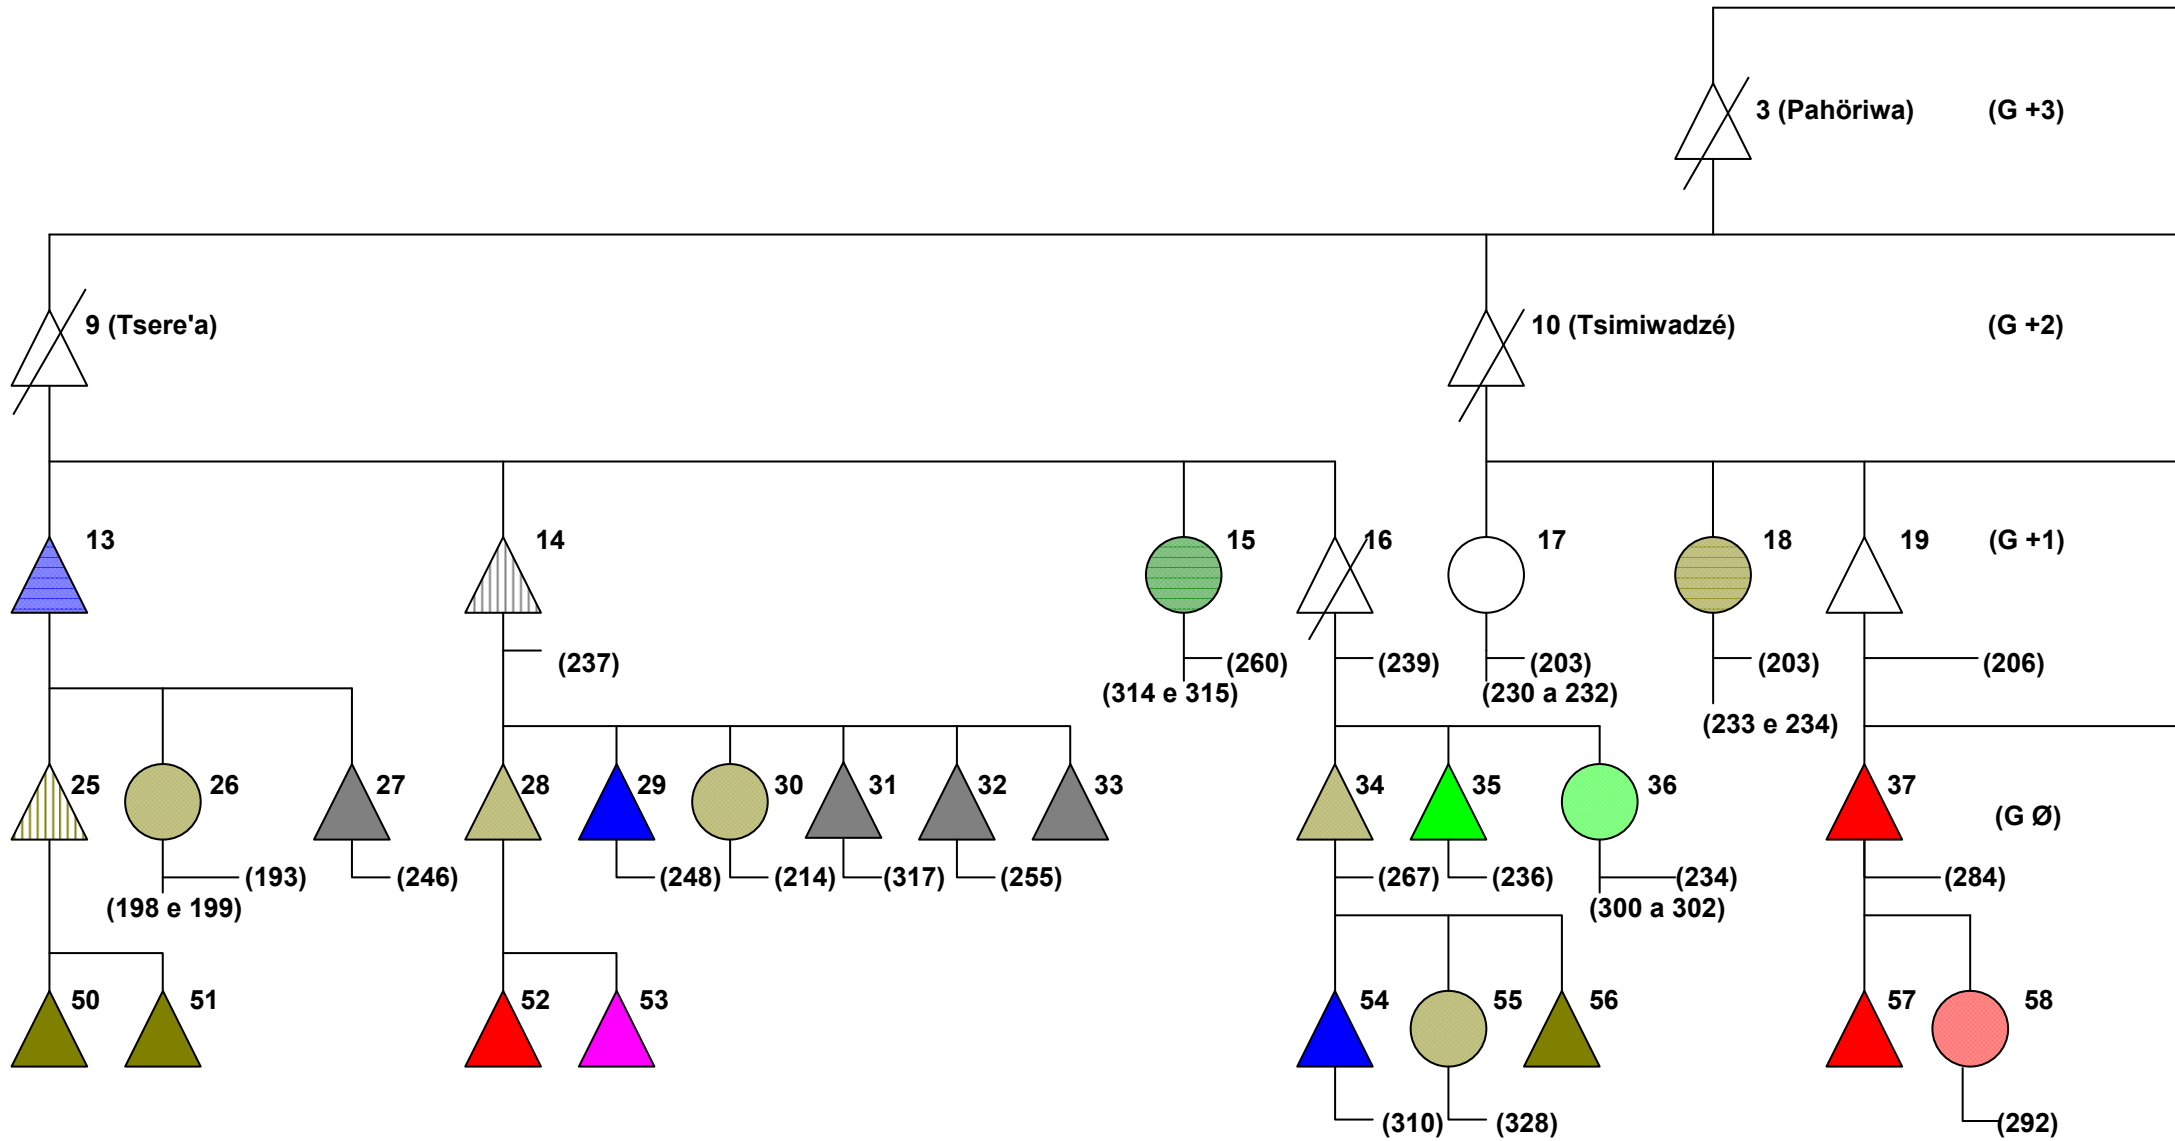 3 (Pahöriwa) (G +3)
9 (Tsere'a) 10 (Tsimiwadzé) (G +2)
13 14 15 16 17 18 19 (G +1)
(237) (260) (239) (203) (203) (206)
(314 e 315) (230 a 232)
(233 e 234)
25 26 27 28 29 30 31 32 33 34 35 36 37
(G Ø)
(193) (246) (248) (214) (317) (255) (267) (236) (234) (284)
(198 e 199) (300 a 302)
50 51 52 53 54 55 56 57 58
(310) (328) (292)